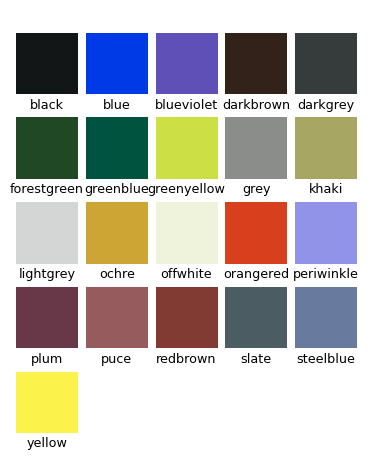 black blue blueviolet darkbrown darkgrey
forestgreen greenblue greenyellow grey khaki
lightgrey ochre offwhite orangered periwinkle
plum puce redbrown slate steelblue
yellow